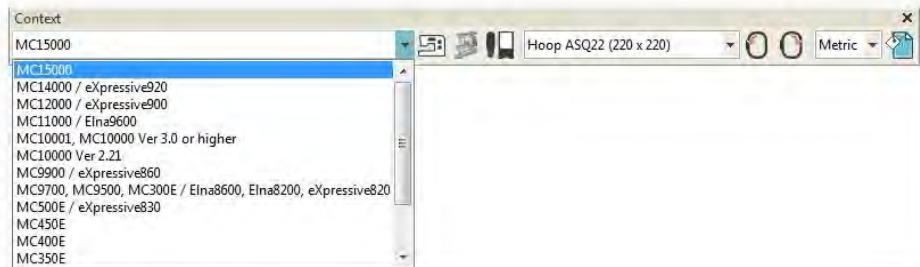 Context
MC15000
Hoop ASQ22 (220 x 220)
Metric
MC15000
MC14000 / eXpressive920
MC12000 / eXpressive900
MC11000 / Elna9600
MC10001, MC10000 Ver 3.0 or higher
MC10000 Ver 2.21
MC9900 / eXpressive860
MC9700, MC9500, MC300E / Elna8600, Elna8200, eXpressive820
MC500E / eXpressive830
MC450E
MC400E
MC350E